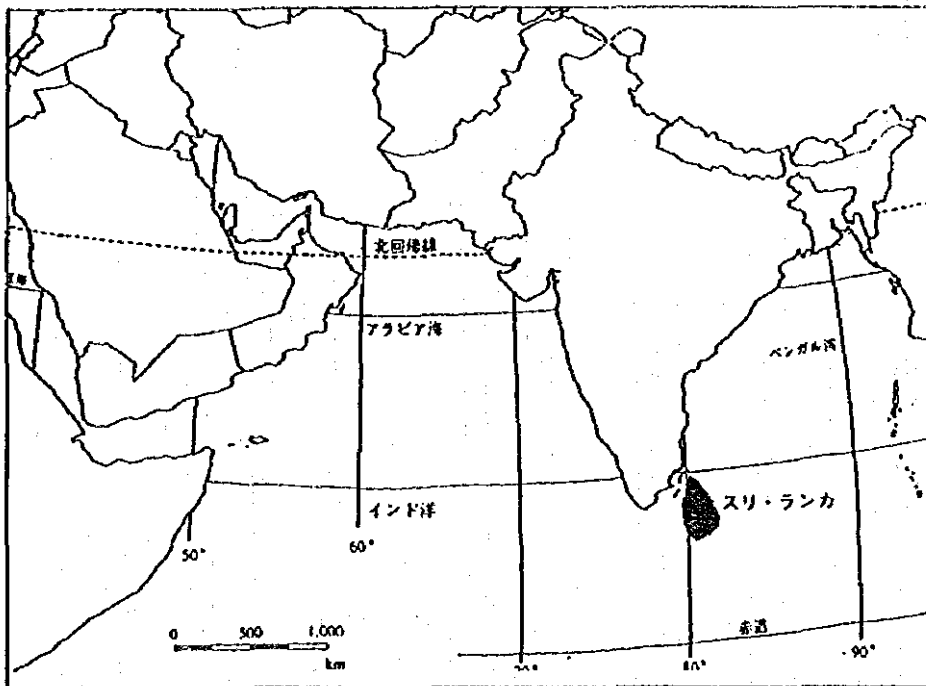 北回帰線
アラビア海
ベンガル湾
スリ・ランカ
インド洋
50°
60°
赤道
90°
0 500 1,000
km
80°